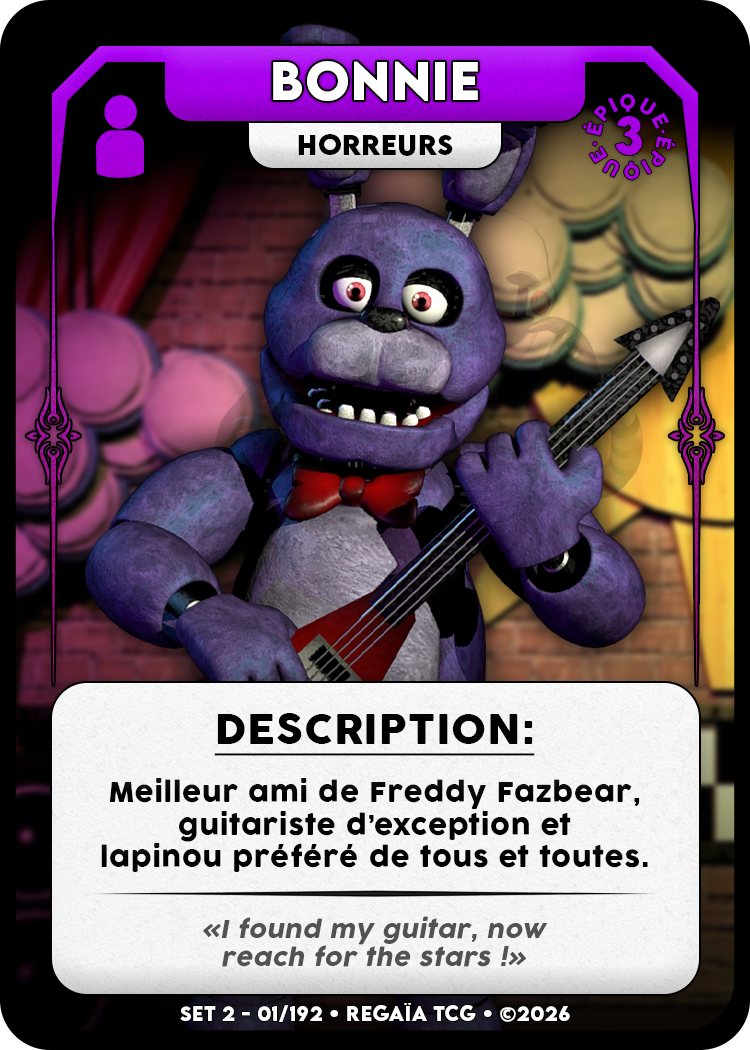 BONNIE
HORREURS
ÉPIQUE · ÉPIQUE ·
3
DESCRIPTION:
Meilleur ami de Freddy Fazbear,
guitariste d'exception et
lapinou préféré de tous et toutes.
«I found my guitar, now
reach for the stars !»
SET 2 - 01/192 • REGAÏA TCG • ©2026